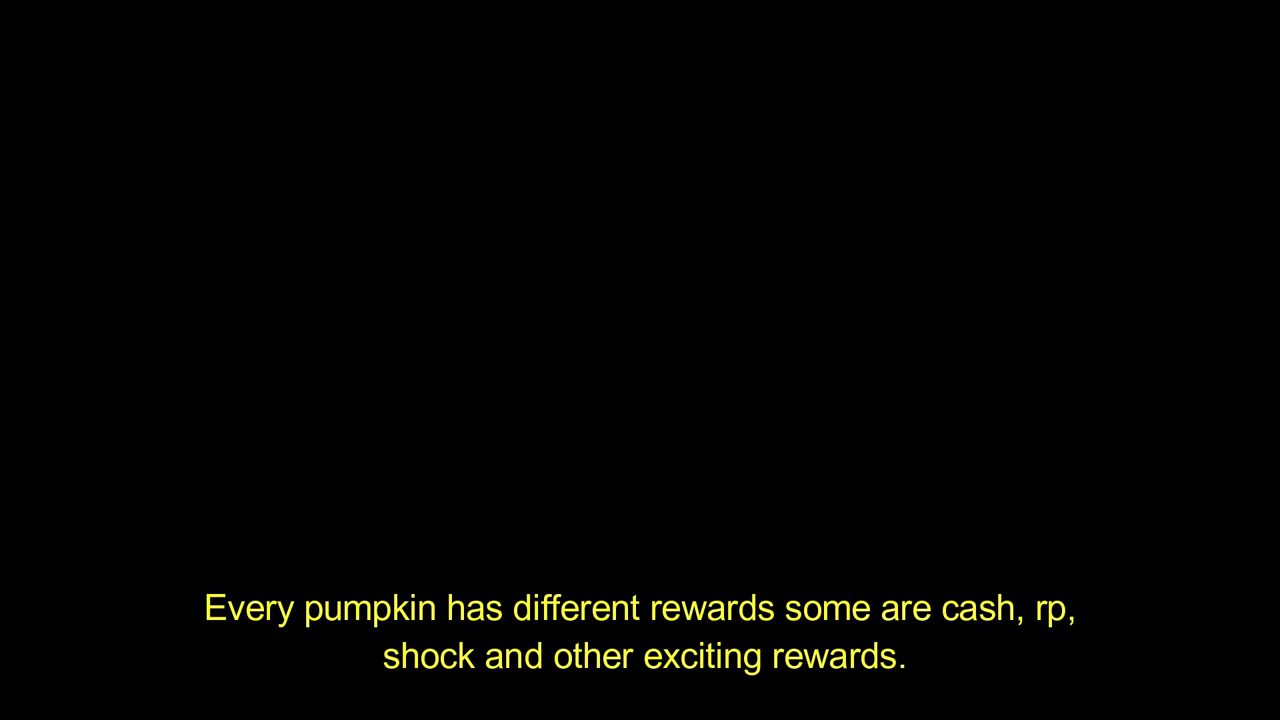 Every pumpkin has different rewards some are cash, rp,
shock and other exciting rewards.